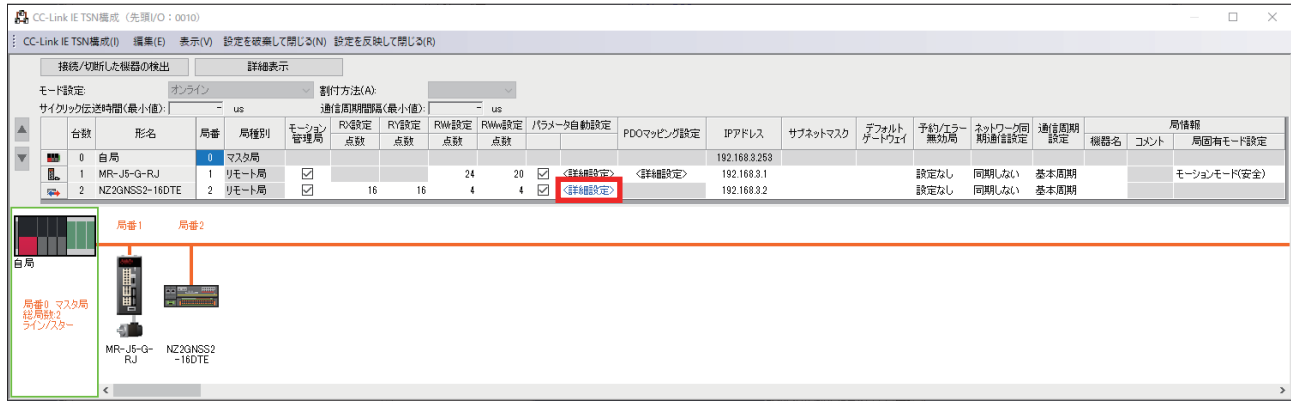 CC-Link IE TSN構成（先頭I/O：0010）
CC-Link IE TSN構成(I) 編集(E) 表示(V) 設定を破棄して閉じる(N) 設定を反映して閉じる(R)
接続/切断した機器の検出 詳細表示
モード設定: オンライン 割付方法(A):
サイクリック伝送時間(最小値): - us 通信周期間隔(最小値): - us
台数 形名 局番 局種別 モーション管理局 RX設定 点数 RY設定 点数 RWr設定 点数 RWw設定 点数 パラメータ自動設定 PDOマッピング設定 IPアドレス サブネットマスク デフォルトゲートウェイ 予約/エラー無効局 ネットワーク同期通信設定 通信周期設定 局情報 機器名 コメント 局固有モード設定
0 自局 0 マスタ局 192.168.3.253
1 MR-J5-G-RJ 1 リモート局 24 20 <詳細設定> <詳細設定> 192.168.3.1 設定なし 同期しない 基本周期 モーションモード(安全)
2 NZ2GNSS2-16DTE 2 リモート局 16 16 4 4 <詳細設定> 192.168.3.2 設定なし 同期しない 基本周期
局番1 局番2
自局
局番0 マスタ局
総局数:2
ライン/スター
MR-J5-G-
RJ
NZ2GNSS2
-16DTE